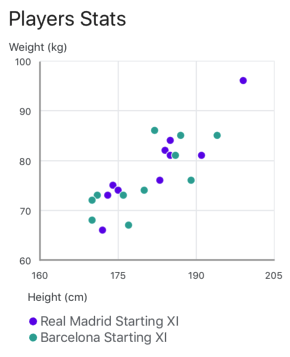 Players Stats
Weight (kg)
100
90
80
70
60
160 175 190 205
Height (cm)
Real Madrid Starting XI
Barcelona Starting XI